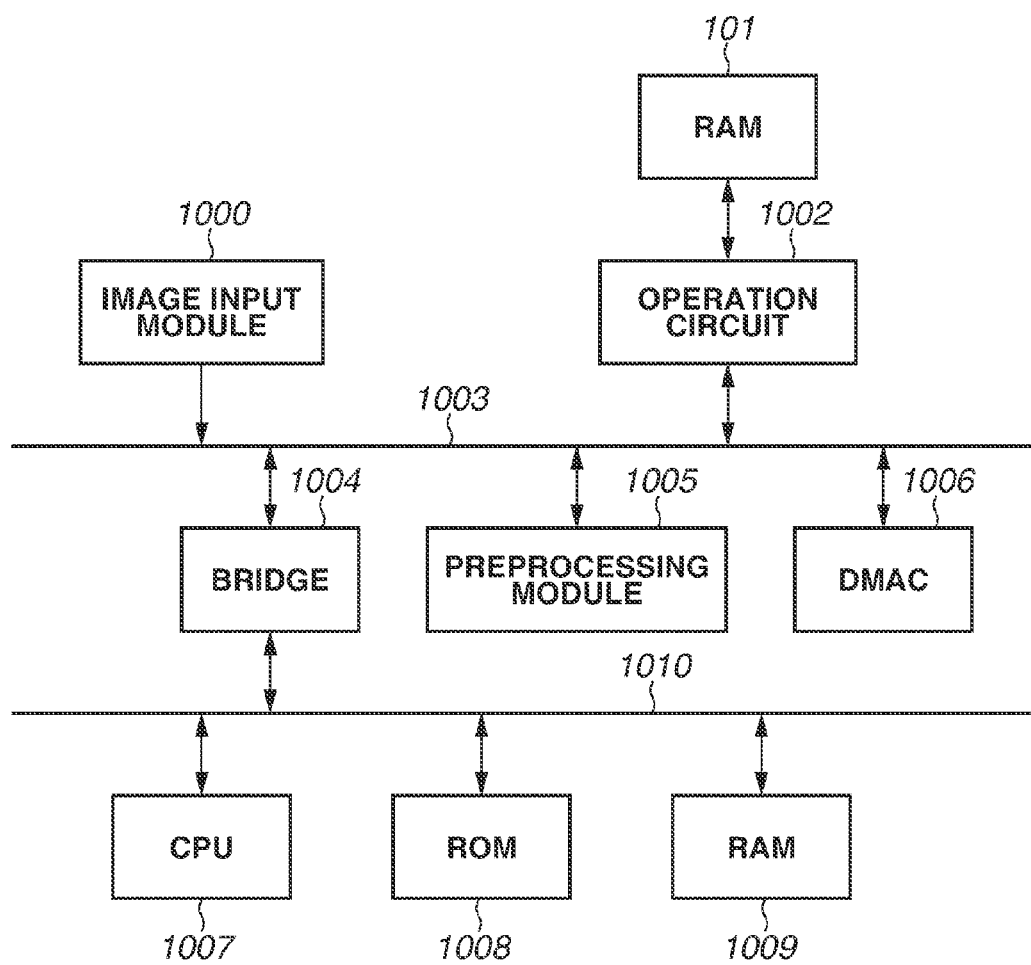 101
RAM
1000
1002
IMAGE INPUT
MODULE
OPERATION
CIRCUIT
1003
1004
1005
1006
BRIDGE
PREPROCESSING
MODULE
DMAC
1010
CPU
ROM
RAM
1007
1008
1009